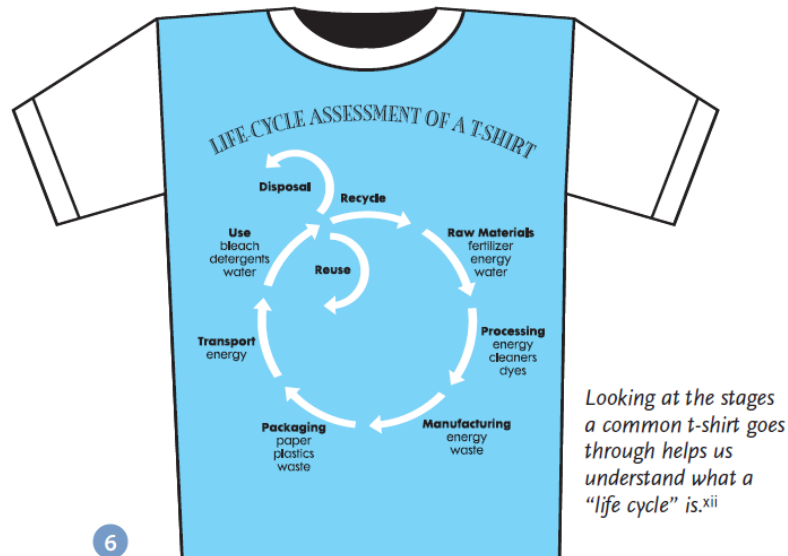 LIFE-CYCLE ASSESSMENT OF A T-SHIRT
Disposal
Recycle
Raw Materials
fertilizer
energy
water
Processing
energy
cleaners
dyes
Manufacturing
energy
waste
Packaging
paper
plastics
waste
Transport
energy
Use
bleach
detergents
water
Reuse
Looking at the stages
a common t-shirt goes
through helps us
understand what a
“life cycle” is.xii
6